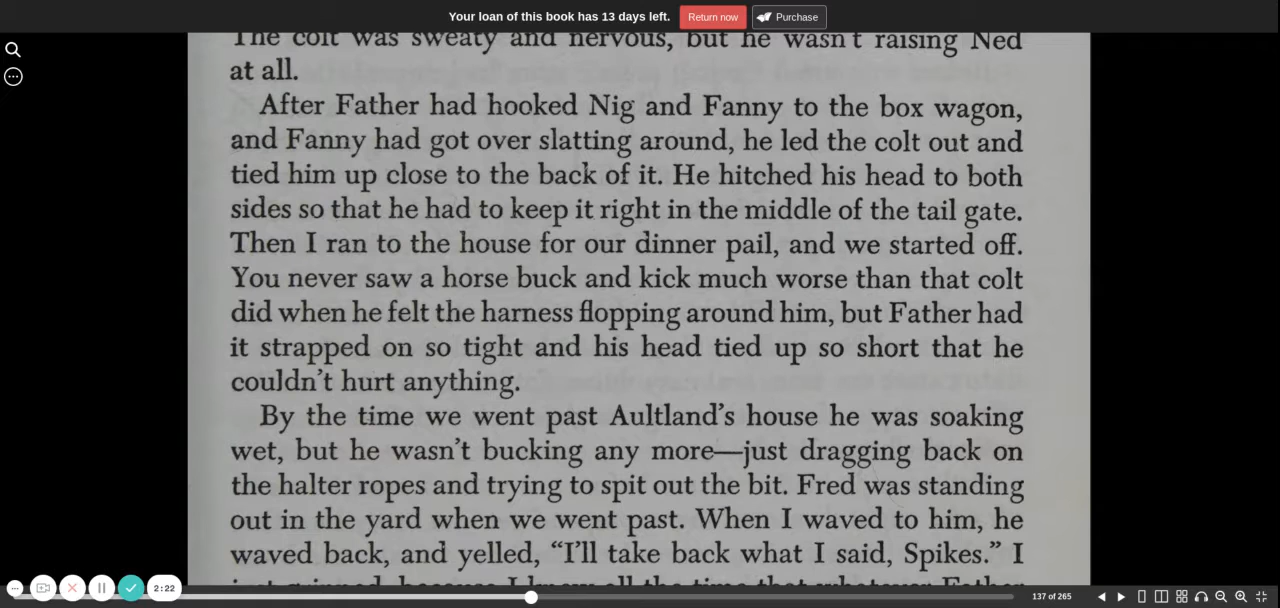 Your loan of this book has 13 days left. Return now Purchase
The colt was sweaty and nervous, but he wasn't raising Ned
at all.
After Father had hooked Nig and Fanny to the box wagon,
and Fanny had got over slatting around, he led the colt out and
tied him up close to the back of it. He hitched his head to both
sides so that he had to keep it right in the middle of the tail gate.
Then I ran to the house for our dinner pail, and we started off.
You never saw a horse buck and kick much worse than that colt
did when he felt the harness flopping around him, but Father had
it strapped on so tight and his head tied up so short that he
couldn't hurt anything.
By the time we went past Aultland's house he was soaking
wet, but he wasn't bucking any more—just dragging back on
the halter ropes and trying to spit out the bit. Fred was standing
out in the yard when we went past. When I waved to him, he
waved back, and yelled, “I'll take back what I said, Spikes.” I
just grinned, because I knew all the time that whatever Father
2:22
137 of 265